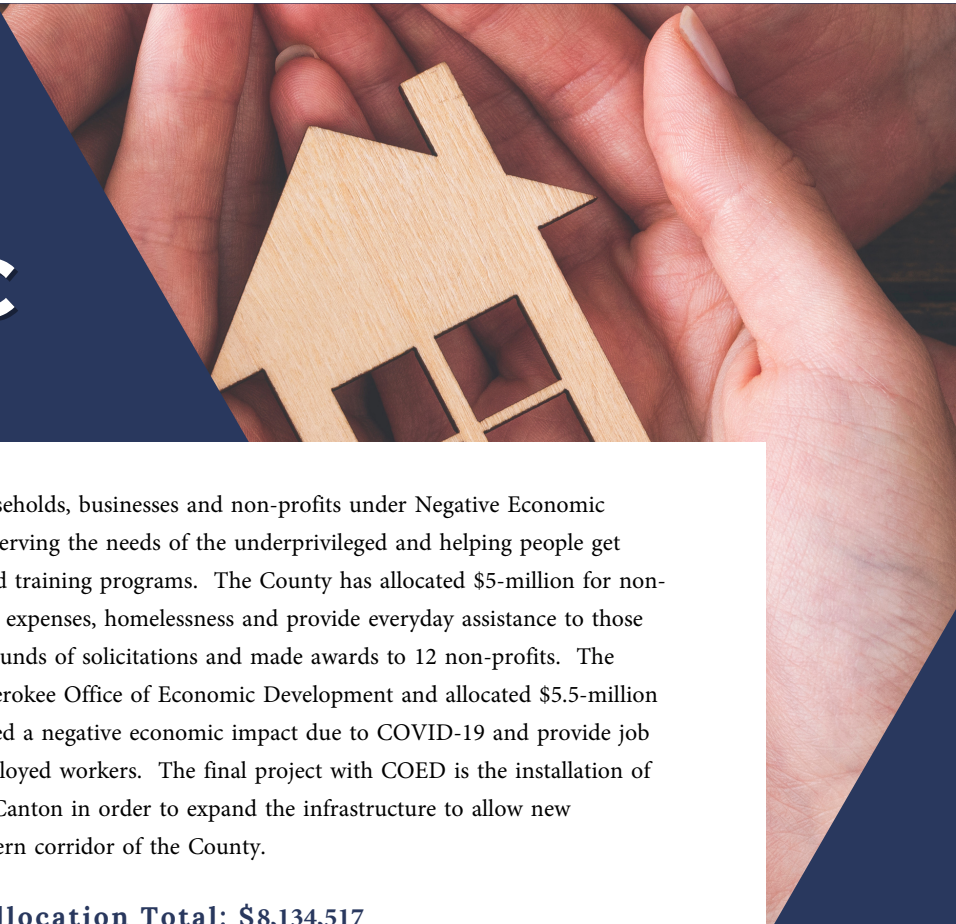 C
seholds, businesses and non-profits under Negative Economic
erving the needs of the underprivileged and helping people get
d training programs. The County has allocated $5-million for non-
expenses, homelessness and provide everyday assistance to those
unds of solicitations and made awards to 12 non-profits. The
erokee Office of Economic Development and allocated $5.5-million
ed a negative economic impact due to COVID-19 and provide job
loyed workers. The final project with COED is the installation of
Canton in order to expand the infrastructure to allow new
ern corridor of the County.
llocation Total: $8,134,517